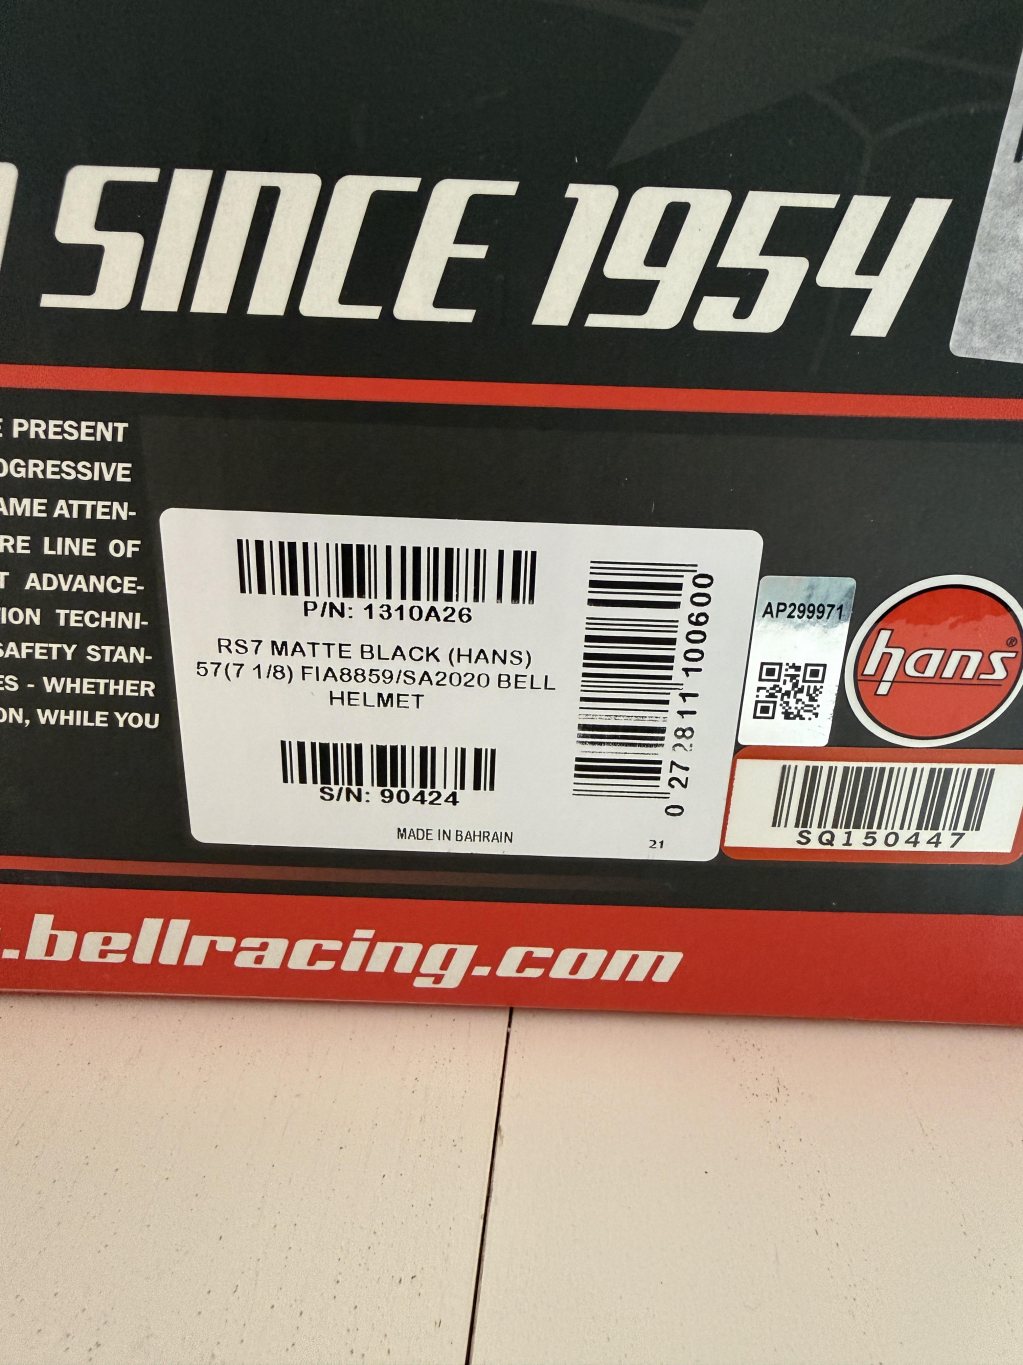 SINCE 1954
PRESENT
OGRESSIVE
AME ATTEN-
RE LINE OF
T ADVANCE-
ION TECHNI-
SAFETY STAN-
ES - WHETHER
ON, WHILE YOU
P/N: 1310A26
RS7 MATTE BLACK (HANS)
57(7 1/8) FIA8859/SA2020 BELL
HELMET
S/N: 90424
MADE IN BAHRAIN
21
0 272811 100600
AP299971
hans®
SQ150447
.bellracing.com